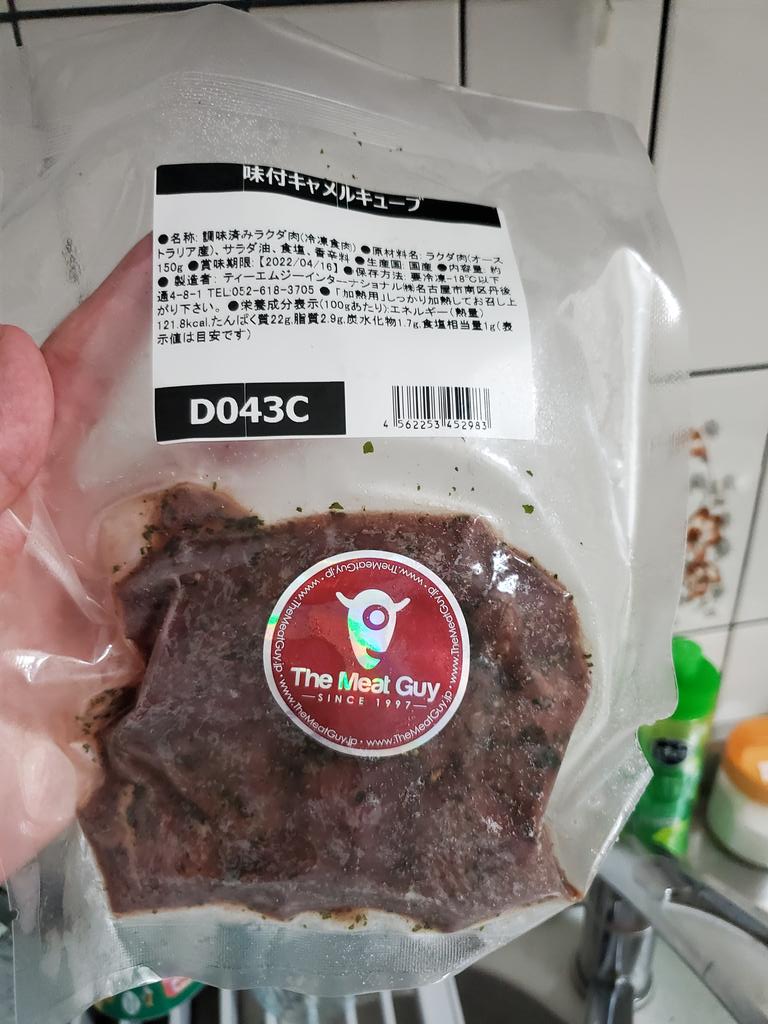 味付キャメルキューブ
●名称: 調味済みラクダ肉(冷凍食肉) ●原材料名: ラクダ肉(オース
トラリア産)、サラダ油、食塩、香辛料 ●生産国: 国産 ●内容量: 約
150g ●賞味期限:【2022/04/16】 ●保存方法: 要冷凍-18℃以下
● 製造者: ティーエムジーインターナショナル㈱名古屋市南区丹後
通4-8-1 TEL:052-618-3705 ●「加熱用」しっかり加熱してお召し上
がり下さい。 ●栄養成分表示(100gあたり):エネルギー(熱量)
121.8kcal,たんぱく質22g,脂質2.9g,炭水化物1.7g,食塩相当量1g(表
示値は目安です)
D043C
4 562253 452983
www.TheMeatGuy.jp • www.TheMeatGuy.jp • www.TheMeatGuy.jp • www.TheMeatGuy.jp
The Meat Guy
SINCE 1997